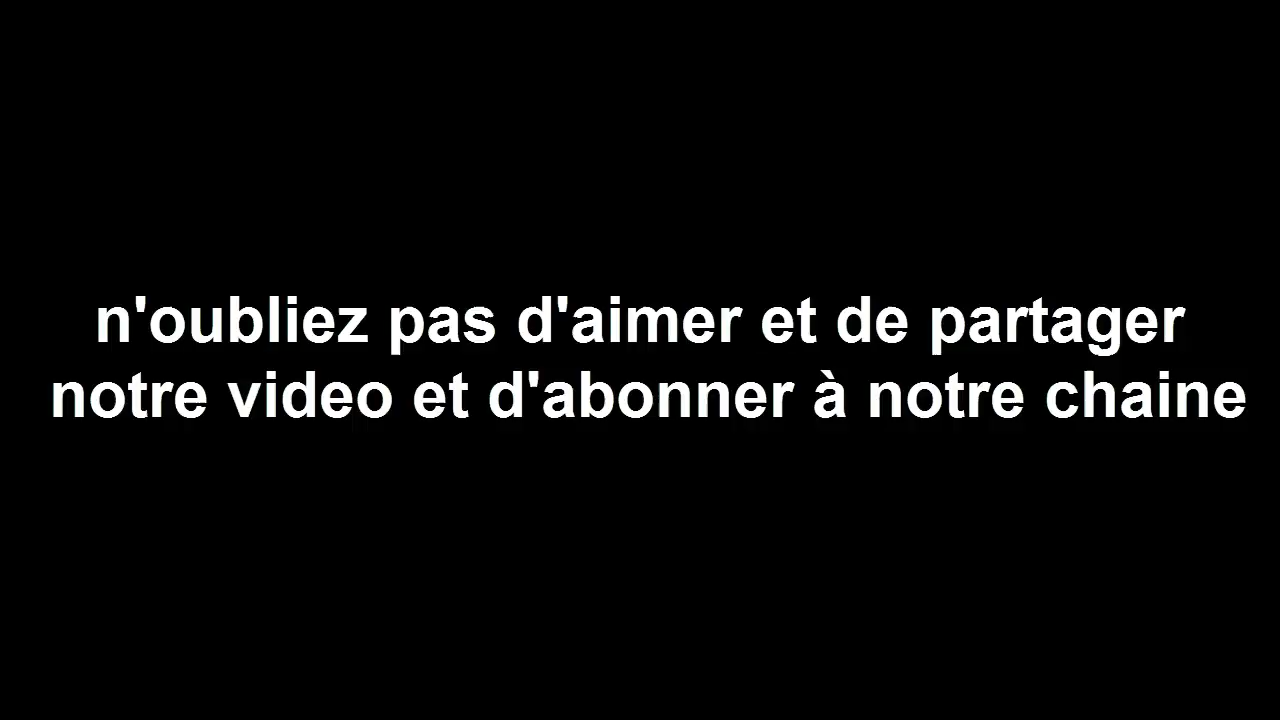 n'oubliez pas d'aimer et de partager
notre video et d'abonner à notre chaine